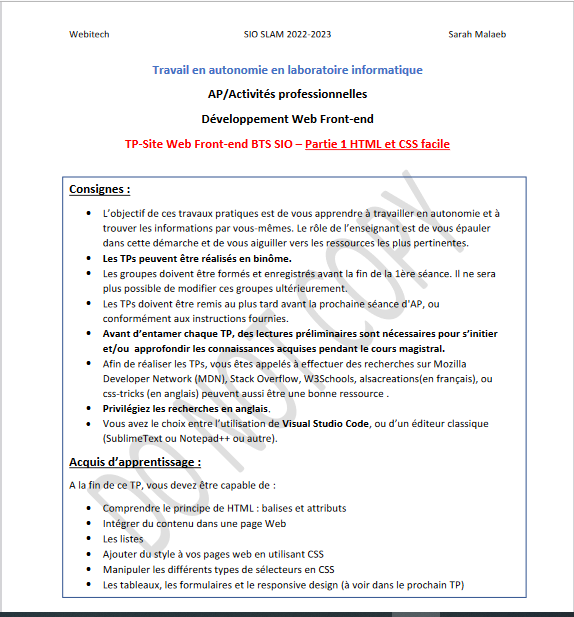 Webitech SIO SLAM 2022-2023 Sarah Malaeb
Travail en autonomie en laboratoire informatique
AP/Activités professionnelles
Développement Web Front-end
TP-Site Web Front-end BTS SIO – Partie 1 HTML et CSS facile
Consignes :
• L'objectif de ces travaux pratiques est de vous apprendre à travailler en autonomie et à
trouver les informations par vous-mêmes. Le rôle de l'enseignant est de vous épauler
dans cette démarche et de vous aiguiller vers les ressources les plus pertinentes.
• Les TPs peuvent être réalisés en binôme.
• Les groupes doivent être formés et enregistrés avant la fin de la 1ère séance. Il ne sera
plus possible de modifier ces groupes ultérieurement.
• Les TPs doivent être remis au plus tard avant la prochaine séance d'AP, ou
conformément aux instructions fournies.
• Avant d'entamer chaque TP, des lectures préliminaires sont nécessaires pour s'initier
et/ou approfondir les connaissances acquises pendant le cours magistral.
• Afin de réaliser les TPs, vous êtes appelés à effectuer des recherches sur Mozilla
Developer Network (MDN), Stack Overflow, W3Schools, alsacreations(en français), ou
css-tricks (en anglais) peuvent aussi être une bonne ressource .
• Privilégiez les recherches en anglais.
• Vous avez le choix entre l'utilisation de Visual Studio Code, ou d'un éditeur classique
(SublimeText ou Notepad++ ou autre).
Acquis d'apprentissage :
A la fin de ce TP, vous devez être capable de :
• Comprendre le principe de HTML : balises et attributs
• Intégrer du contenu dans une page Web
• Les listes
• Ajouter du style à vos pages web en utilisant CSS
• Manipuler les différents types de sélecteurs en CSS
• Les tableaux, les formulaires et le responsive design (à voir dans le prochain TP)
DO NOT COPY